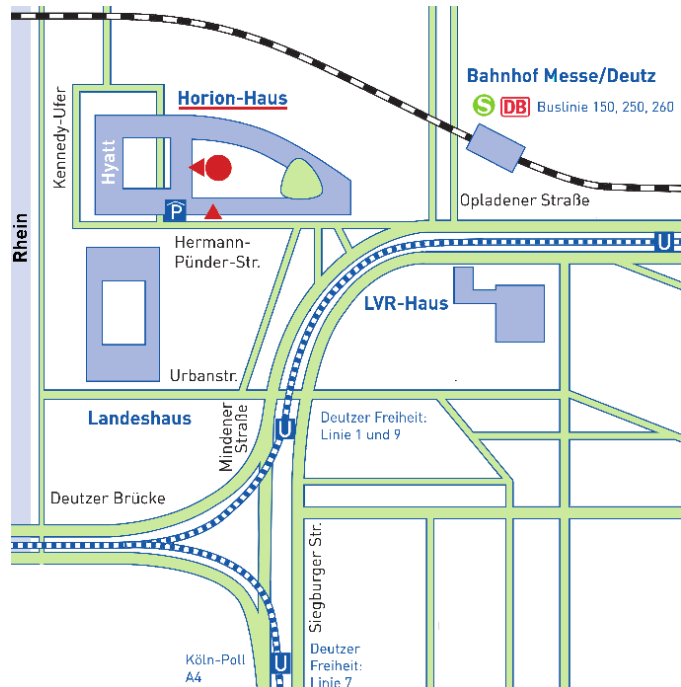 Bahnhof Messe/Deutz
S DB Buslinie 150, 250, 260
Kennedy-Ufer
Horion-Haus
Hyatt
P
Opladener Straße
Rhein
Hermann-
Pünder-Str.
U
LVR-Haus
Urbanstr.
Landeshaus
Mindener
Straße
U
Deutzer Freiheit:
Linie 1 und 9
Deutzer Brücke
Siegburger Str.
Köln-Poll
A4
U
Deutzer
Freiheit:
Linie 7